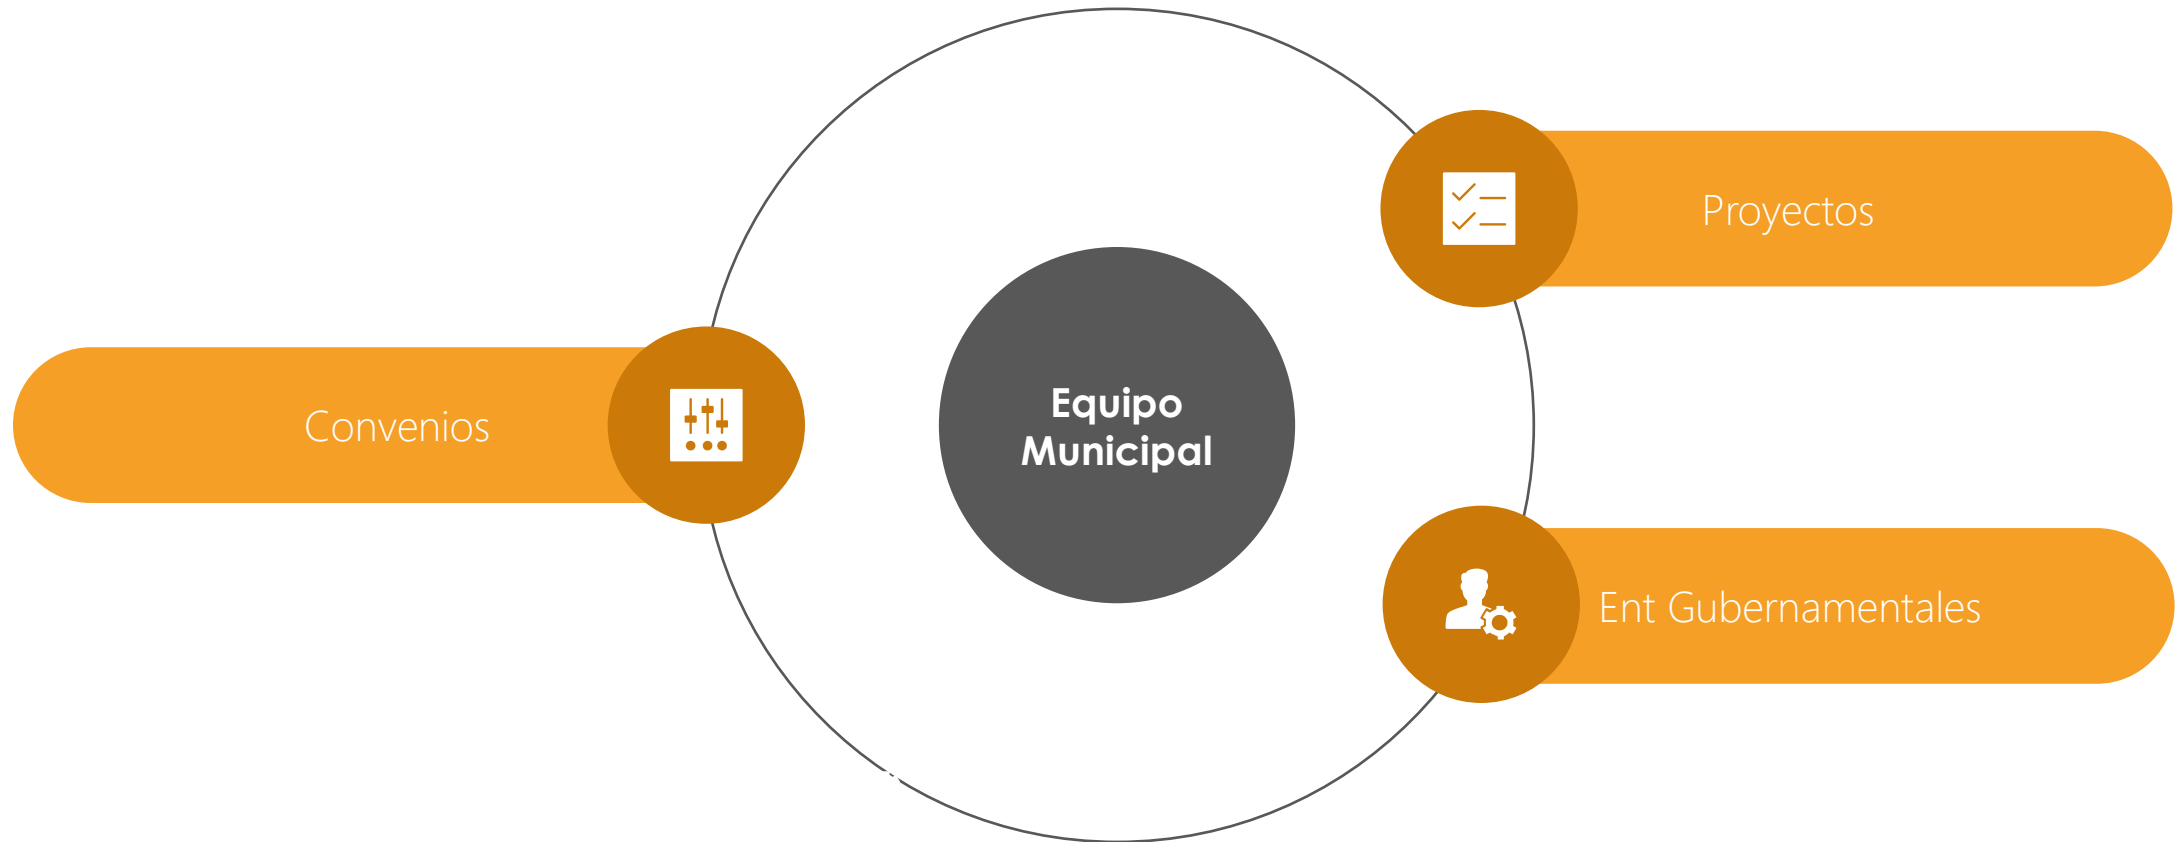 Proyectos
Convenios
Equipo
Municipal
Ent Gubernamentales